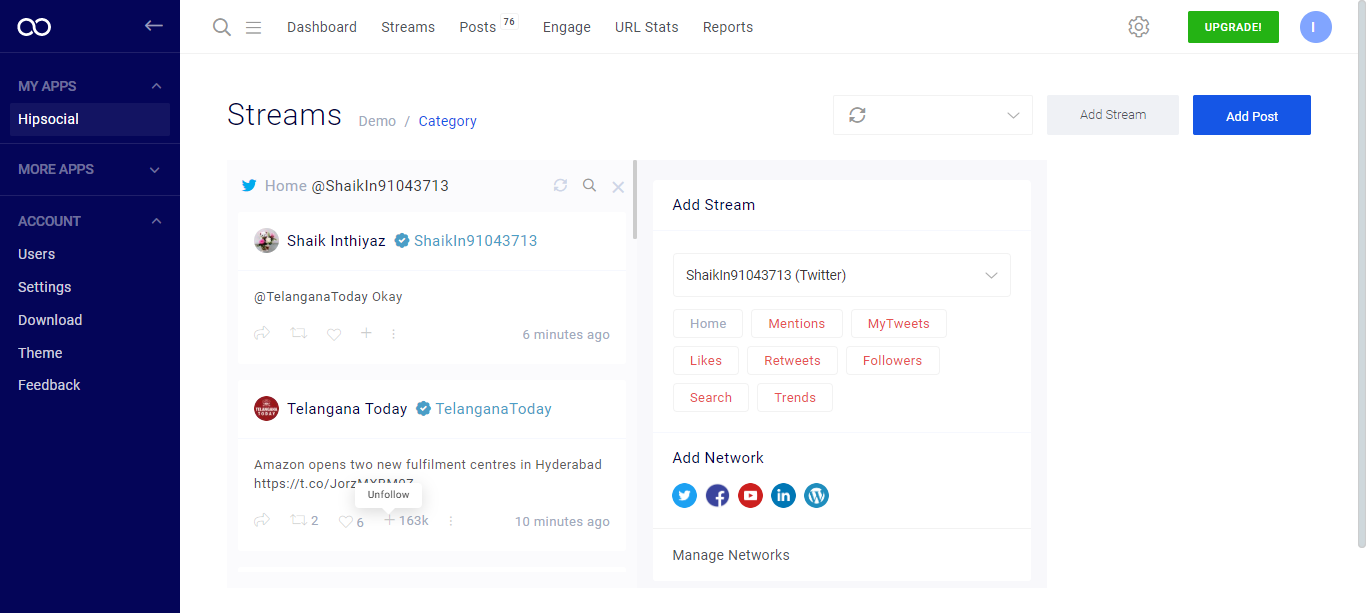 Dashboard Streams Posts 76 Engage URL Stats Reports UPGRADE! I
MY APPS
Hipsocial
MORE APPS
ACCOUNT
Users
Settings
Download
Theme
Feedback
Streams Demo / Category
Add Stream
Add Post
Home @ShaikIn91043713
Shaik Inthiyaz ShaikIn91043713
@TelanganaToday Okay
6 minutes ago
TELANGANA
TODAY
Telangana Today TelanganaToday
Amazon opens two new fulfilment centres in Hyderabad
Unfollow
2 6 163k 10 minutes ago
Add Stream
ShaikIn91043713 (Twitter)
Home Mentions MyTweets
Likes Retweets Followers
Search Trends
Add Network
Manage Networks